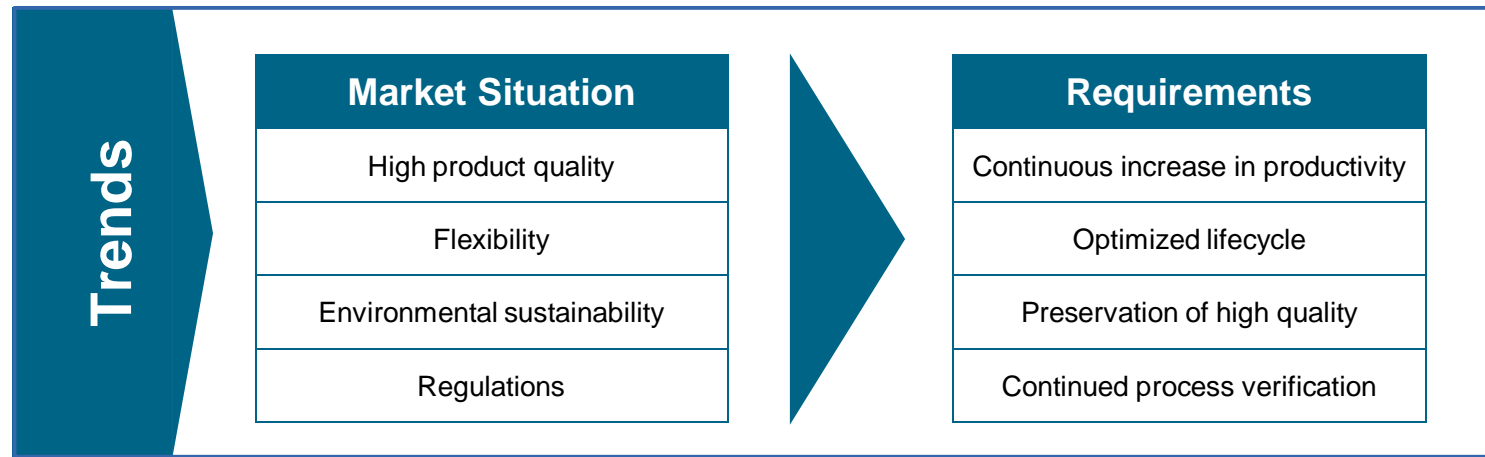 Trends
Market Situation
High product quality
Flexibility
Environmental sustainability
Regulations
Requirements
Continuous increase in productivity
Optimized lifecycle
Preservation of high quality
Continued process verification